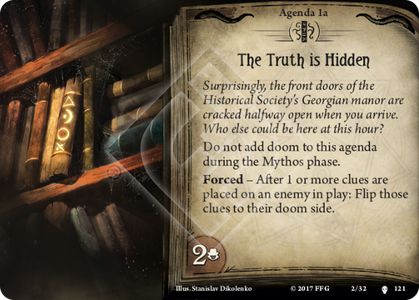 Agenda 1a
The Truth is Hidden
Surprisingly, the front doors of the
Historical Society's Georgian manor are
cracked halfway open when you arrive.
Who else could be here at this hour?
Do not add doom to this agenda
during the Mythos phase.
Forced – After 1 or more clues are
placed on an enemy in play: Flip those
clues to their doom side.
2
Illus. Stanislav Dikolenko © 2017 FFG 2/32 121